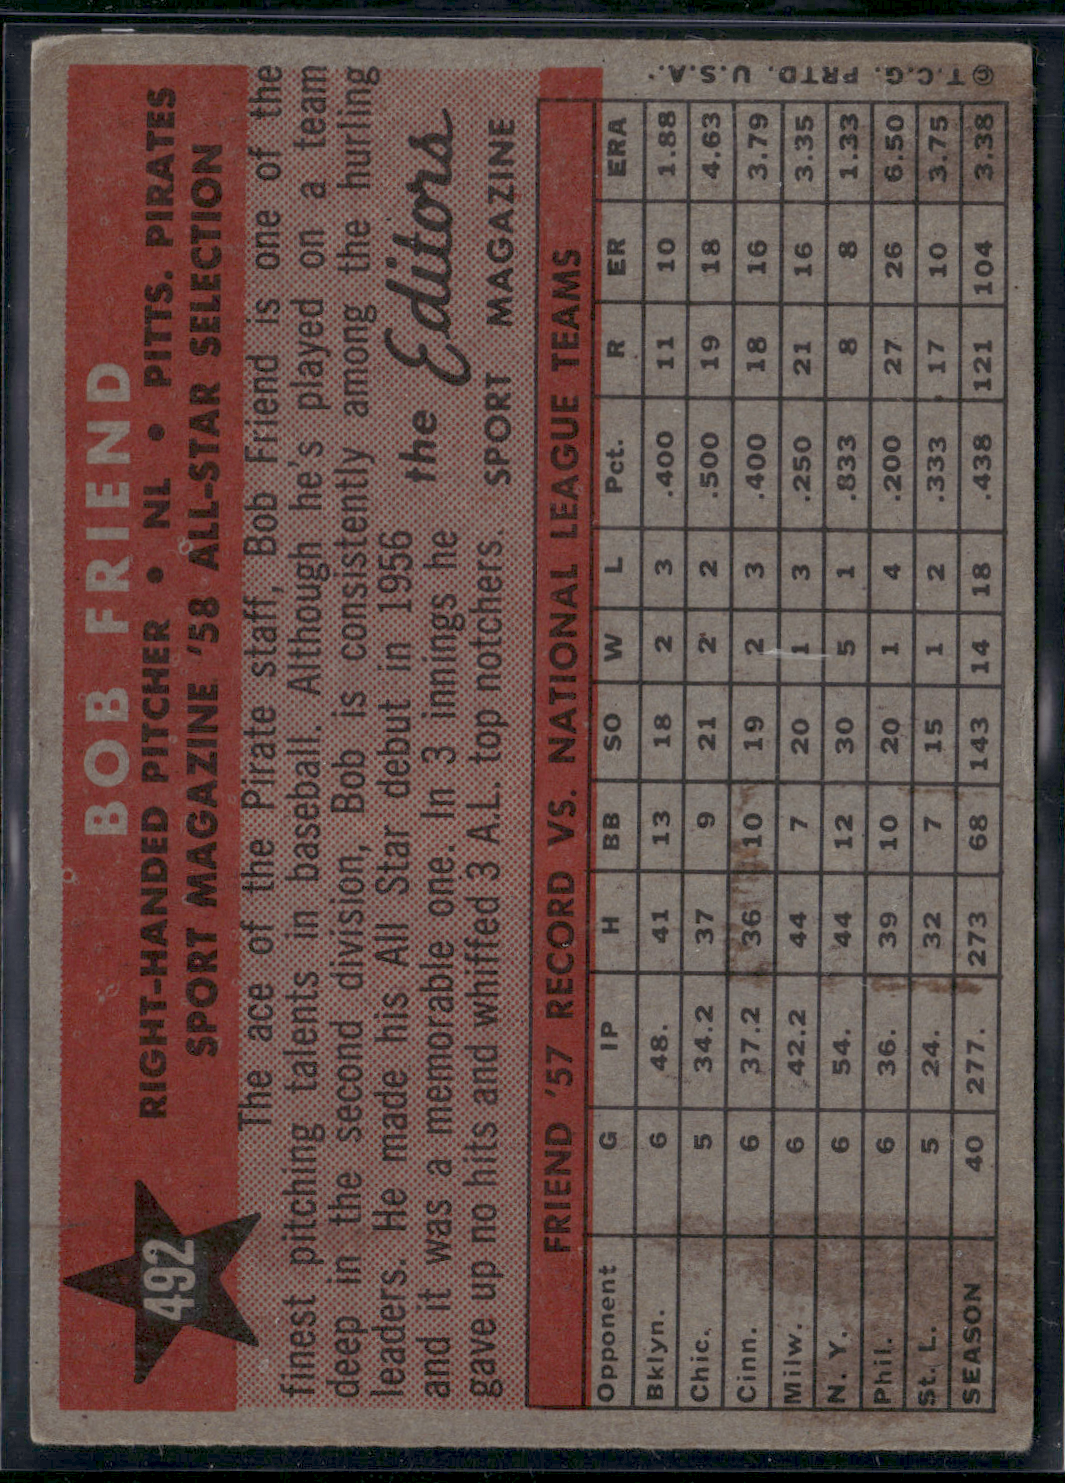 492
BOB FRIEND
RIGHT-HANDED PITCHER • NL • PITTS. PIRATES
SPORT MAGAZINE '58 ALL-STAR SELECTION
The ace of the Pirate staff, Bob Friend is one of the
finest pitching talents in baseball. Although he's played on a team
deep in the second division, Bob is consistently among the hurling
leaders. He made his All Star debut in 1956
and it was a memorable one. In 3 innings he
gave up no hits and whiffed 3 A.L. top notchers.
the Editors
SPORT MAGAZINE
FRIEND '57 RECORD VS. NATIONAL LEAGUE TEAMS
Opponent G IP H BB SO W L Pct. R ER ERA
Bklyn. 6 48. 41 13 18 2 3 .400 11 10 1.88
Chic. 5 34.2 37 9 21 2 2 .500 19 18 4.63
Cinn. 6 37.2 36 10 19 2 3 .400 18 16 3.79
Milw. 6 42.2 44 7 20 1 3 .250 21 16 3.35
N. Y. 6 54. 44 12 30 5 1 .833 8 8 1.33
Phil. 6 36. 39 10 20 1 4 .200 27 26 6.50
St. L. 5 24. 32 7 15 1 2 .333 17 10 3.75
SEASON 40 277. 273 68 143 14 18 .438 121 104 3.38
© T.C.G. PRTD. U.S.A.